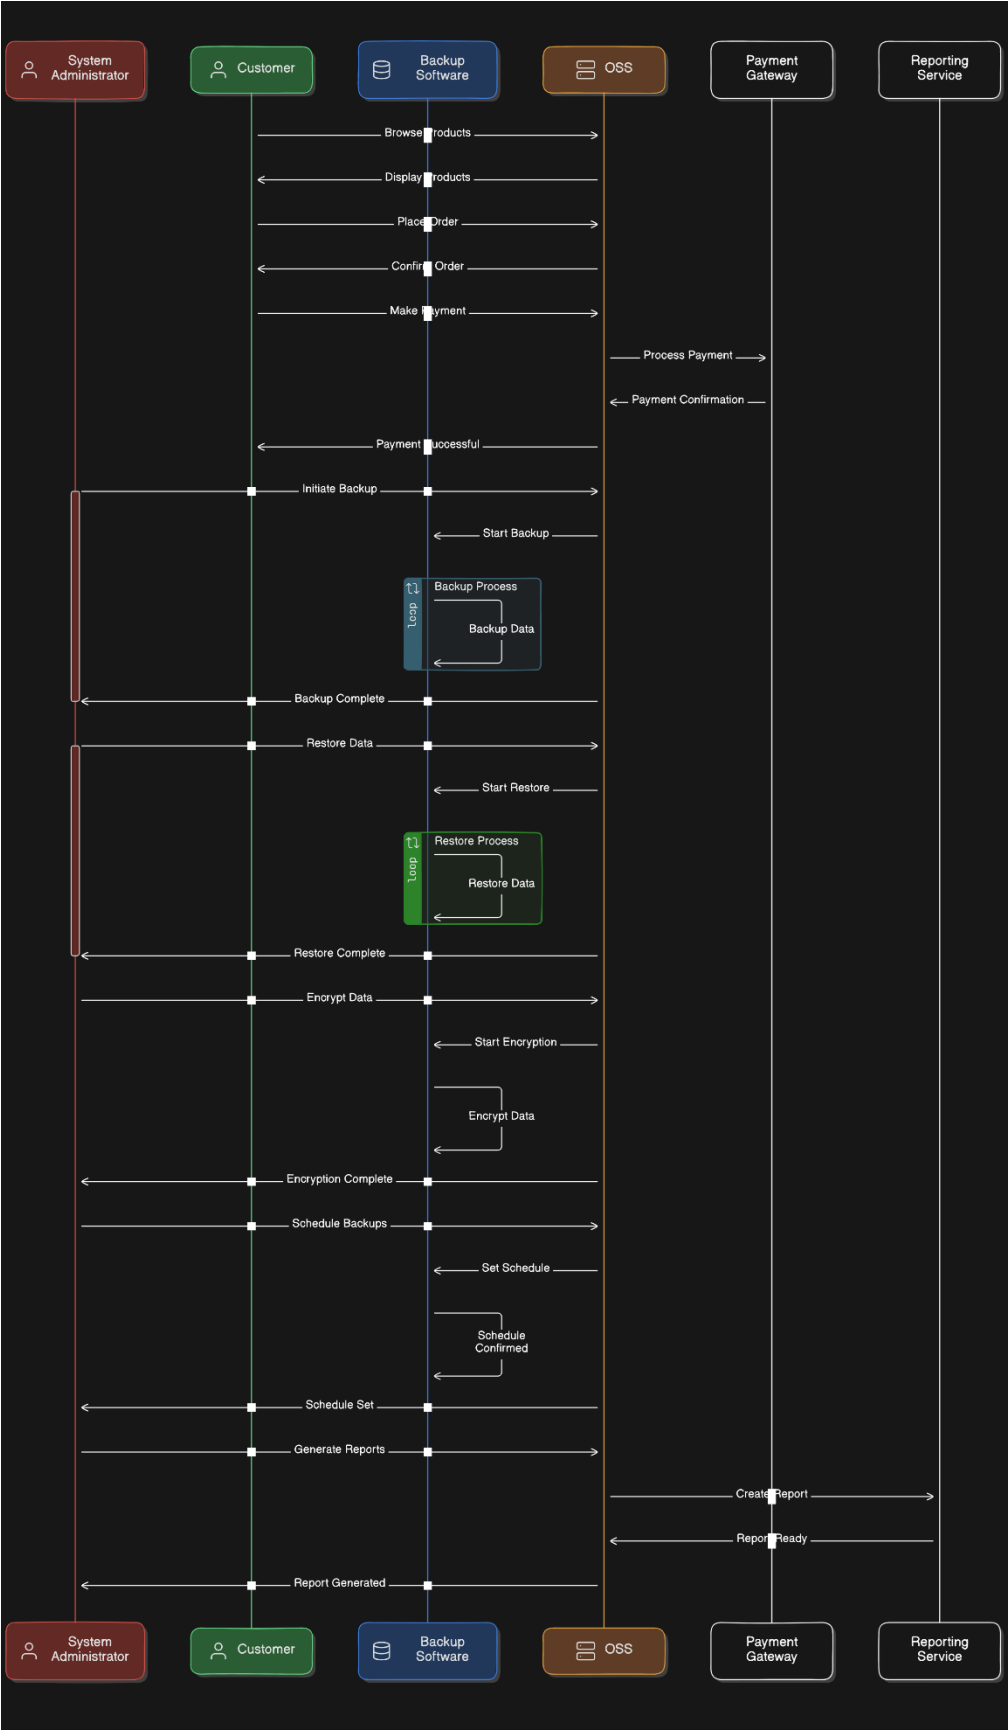 System
Administrator
Customer
Backup
Software
OSS
Payment
Gateway
Reporting
Service
Browse Products
Display Products
Place Order
Confirm Order
Make Payment
Process Payment
Payment Confirmation
Payment Successful
Initiate Backup
Start Backup
loop
Backup Process
Backup Data
Backup Complete
Restore Data
Start Restore
loop
Restore Process
Restore Data
Restore Complete
Encrypt Data
Start Encryption
Encrypt Data
Encryption Complete
Schedule Backups
Set Schedule
Schedule
Confirmed
Schedule Set
Generate Reports
Create Report
Report Ready
Report Generated
System
Administrator
Customer
Backup
Software
OSS
Payment
Gateway
Reporting
Service